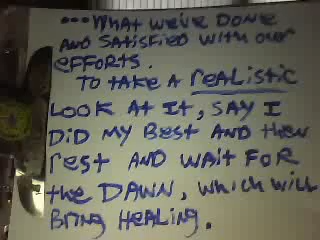 ...What we've Done
AND SATISFIED WITH OUR
EFFORTS.
TO TAKE A REALISTIC
LOOK AT IT, SAY I
DID MY BEST AND THEN
REST AND WAIT FOR
the DAWN, which will
BRING HEALING.